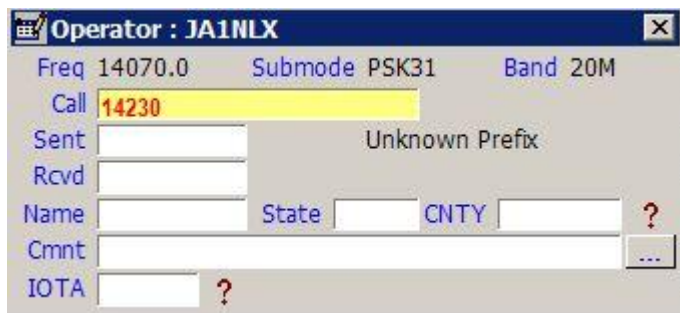 Operator : JA1NLX
Freq 14070.0 Submode PSK31 Band 20M
Call 14230
Sent Unknown Prefix
Rcvd
Name State CNTY ?
Cmnt ...
IOTA ?